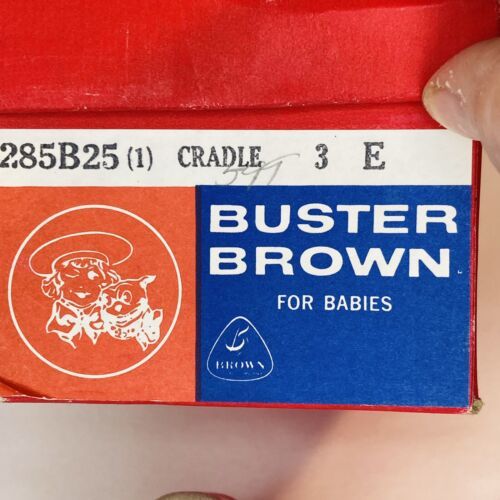 285B25 (1) CRADLE 3 E
BUSTER
BROWN
FOR BABIES
BROWN